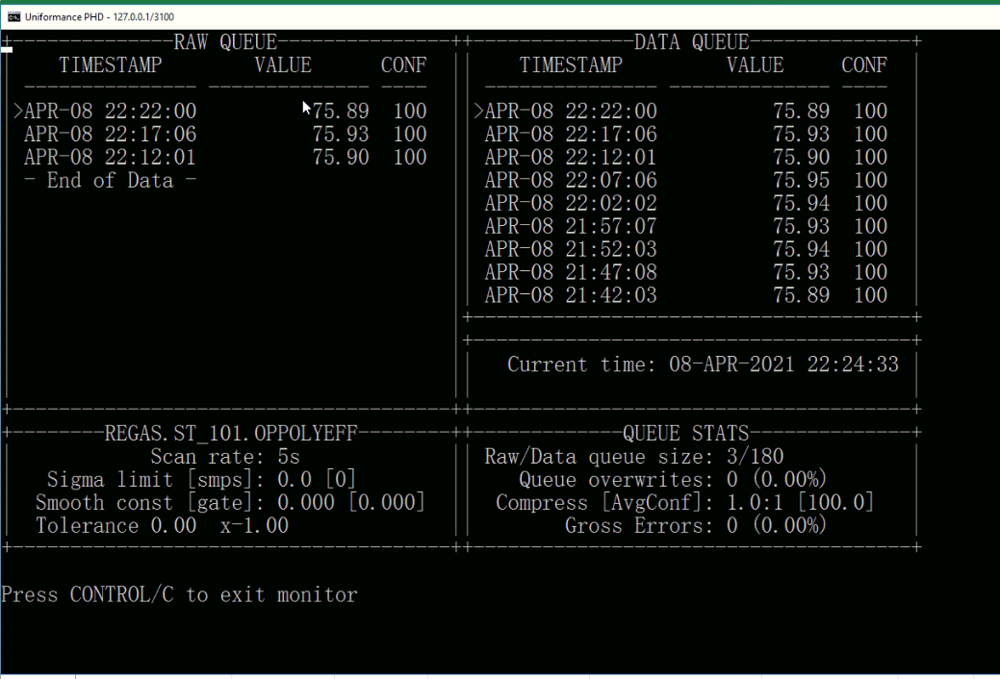 Uniformance PHD - 127.0.0.1/3100
RAW QUEUE
TIMESTAMP VALUE CONF
>APR-08 22:22:00 75.89 100
APR-08 22:17:06 75.93 100
APR-08 22:12:01 75.90 100
- End of Data -
DATA QUEUE
TIMESTAMP VALUE CONF
>APR-08 22:22:00 75.89 100
APR-08 22:17:06 75.93 100
APR-08 22:12:01 75.90 100
APR-08 22:07:06 75.95 100
APR-08 22:02:02 75.94 100
APR-08 21:57:07 75.93 100
APR-08 21:52:03 75.94 100
APR-08 21:47:08 75.93 100
APR-08 21:42:03 75.89 100
Current time: 08-APR-2021 22:24:33
REGAS.ST_101.OPPOLYEFF
Scan rate: 5s
Sigma limit [smps]: 0.0 [0]
Smooth const [gate]: 0.000 [0.000]
Tolerance 0.00 x-1.00
QUEUE STATS
Raw/Data queue size: 3/180
Queue overwrites: 0 (0.00%)
Compress [AvgConf]: 1.0:1 [100.0]
Gross Errors: 0 (0.00%)
Press CONTROL/C to exit monitor